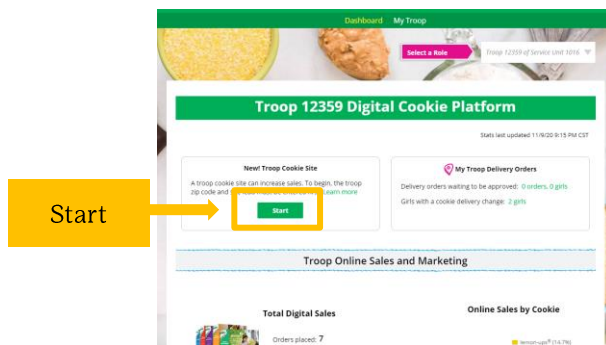 Dashboard My Troop
Select a Role
Troop 12359 of Service Unit 1016
Troop 12359 Digital Cookie Platform
Stats last updated 11/9/20 9:15 PM CST
New! Troop Cookie Site
A troop cookie site can increase sales. To begin, the troop
zip code and
Learn more
Start
My Troop Delivery Orders
Delivery orders waiting to be approved: 0 orders, 0 girls
Girls with a cookie delivery change: 2 girls
Start
Troop Online Sales and Marketing
Total Digital Sales
Orders placed: 7
Online Sales by Cookie
lemon-ups® (14.7%)